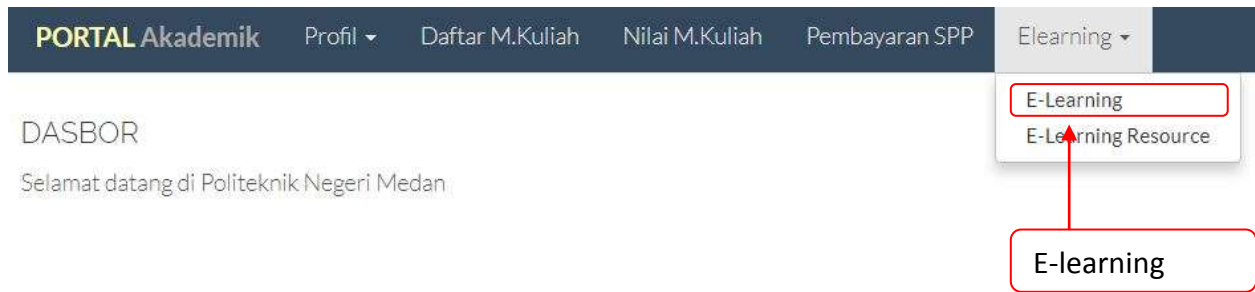 PORTAL Akademik Profil Daftar M.Kuliah Nilai M.Kuliah Pembayaran SPP Elearning
E-Learning
E-Learning Resource
DASBOR
Selamat datang di Politeknik Negeri Medan
E-learning